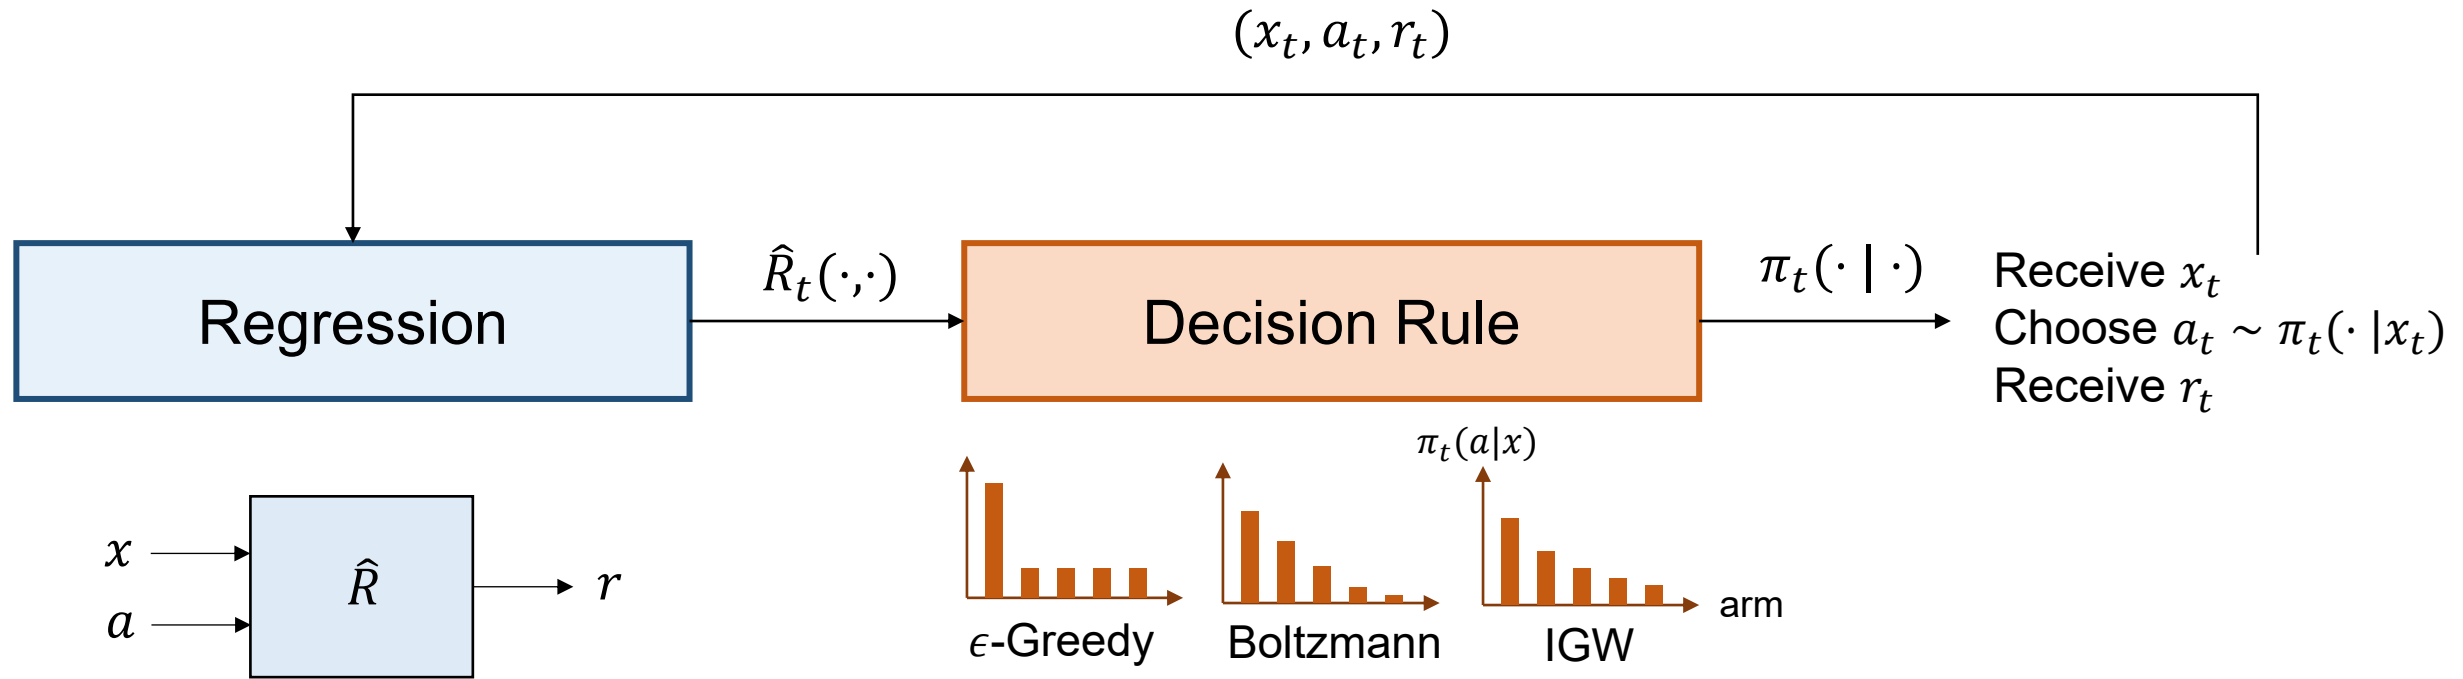 (x_t, a_t, r_t)
Regression
R̂_t(·,·)
Decision Rule
π_t(· | ·)
Receive x_t
Choose a_t ~ π_t(· |x_t)
Receive r_t
x
a
R̂
r
π_t(a|x)
arm
ϵ-Greedy
Boltzmann
IGW